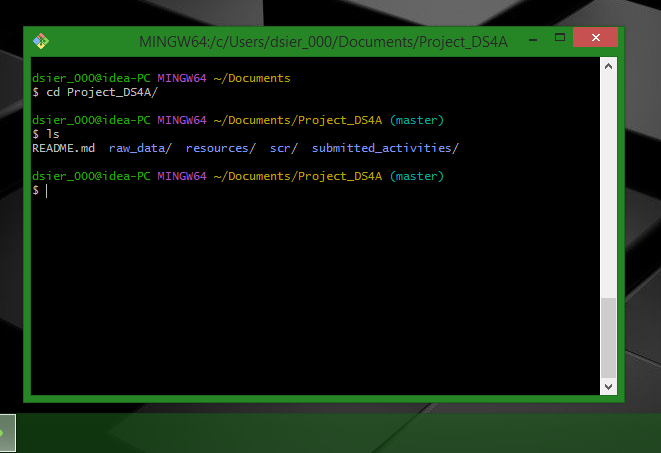 MINGW64:/c/Users/dsier_000/Documents/Project_DS4A
dsier_000@idea-PC MINGW64 ~/Documents
$ cd Project_DS4A/
dsier_000@idea-PC MINGW64 ~/Documents/Project_DS4A (master)
$ ls
README.md  raw_data/  resources/  scr/  submitted_activities/
dsier_000@idea-PC MINGW64 ~/Documents/Project_DS4A (master)
$